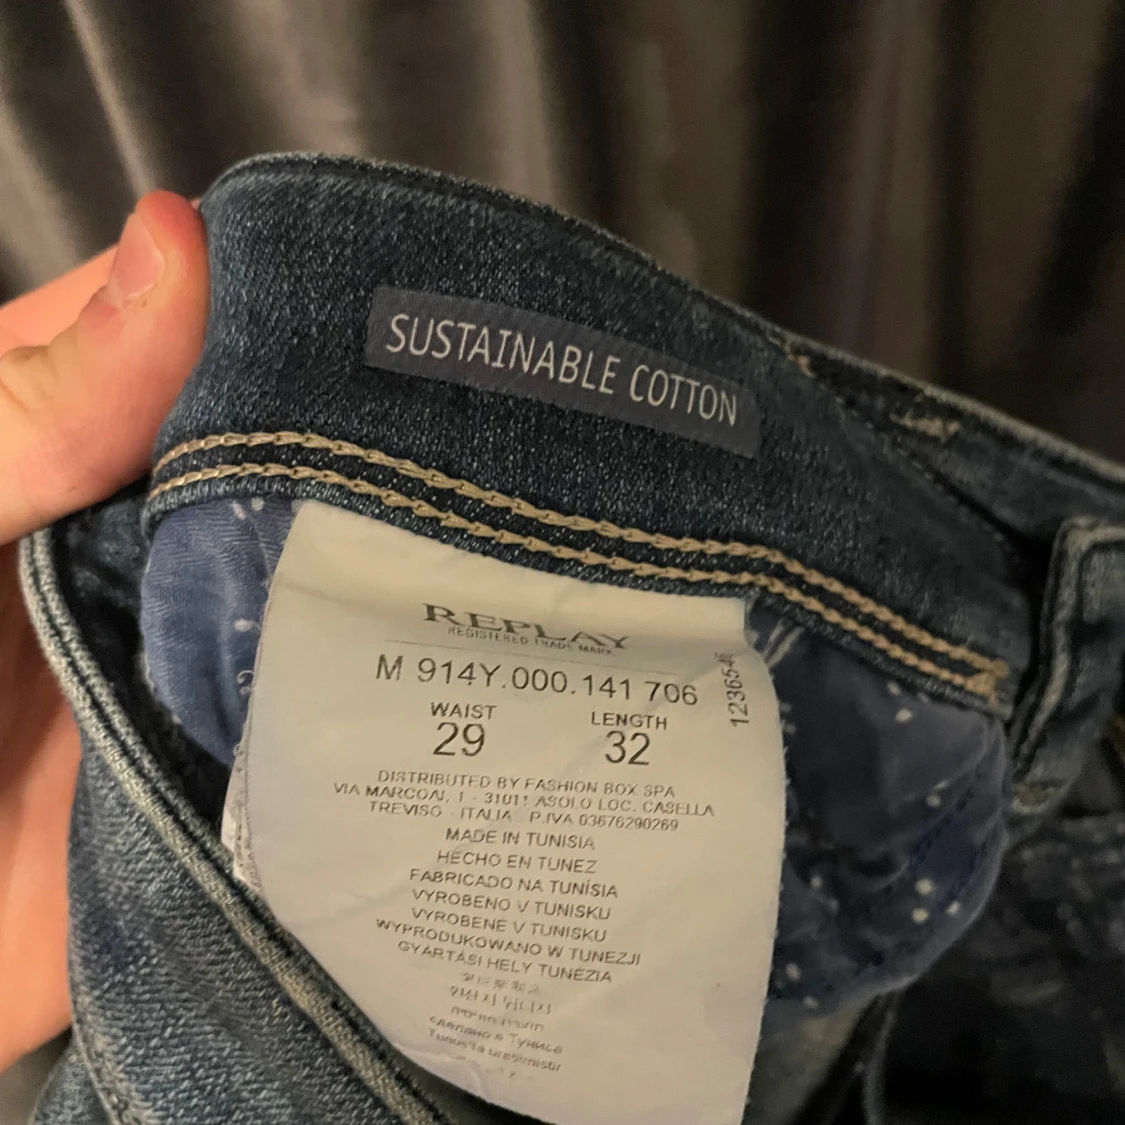 SUSTAINABLE COTTON
REPLAY
REGISTERED TRADE MARK
M 914Y.000.141 706
WAIST LENGTH
29 32
DISTRIBUTED BY FASHION BOX SPA
VIA MARCONI, 1 - 31011 ASOLO LOC. CASELLA
TREVISO - ITALIA - P.IVA 03676290269
MADE IN TUNISIA
HECHO EN TUNEZ
FABRICADO NA TUNÍSIA
VYROBENO V TUNISKU
VYROBENE V TUNISKU
WYPRODUKOWANO W TUNEZJI
GYÁRTÁSI HELY TUNÉZIA
сделано в Тунисе